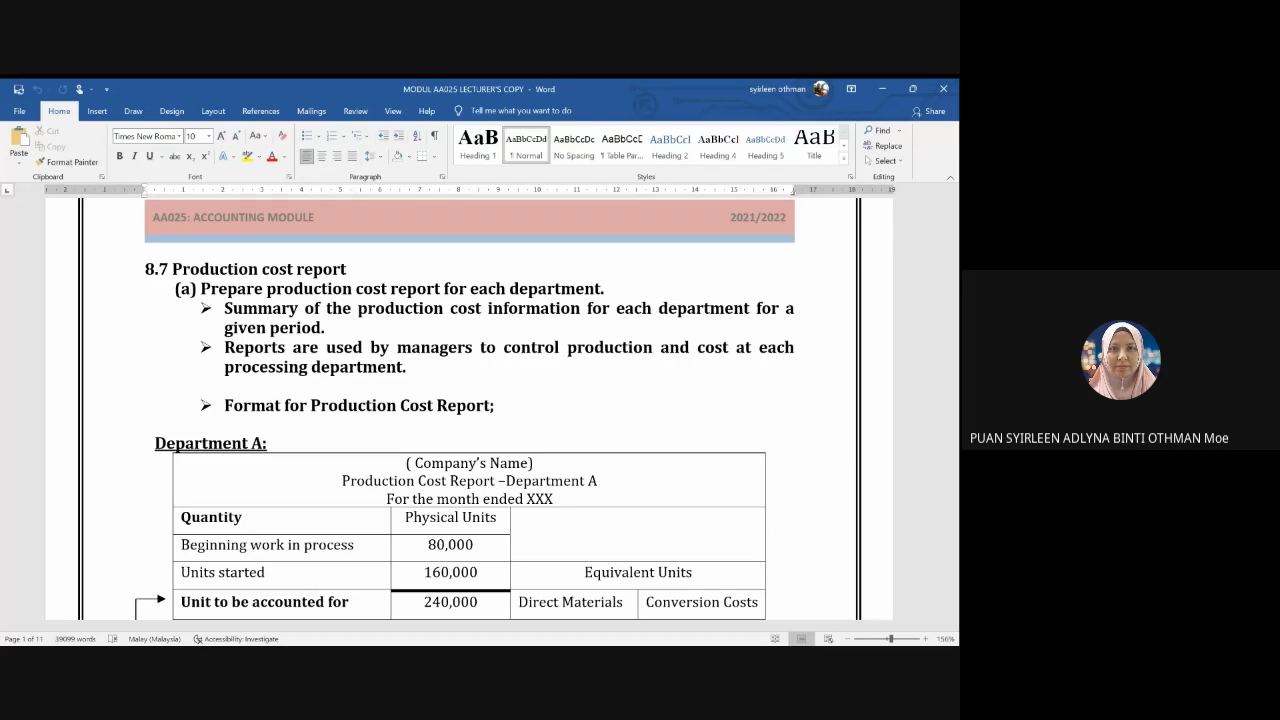 MODUL AA025 LECTURER'S COPY - Word
syirleen othman
File Home Insert Draw Design Layout References Mailings Review View Help Tell me what you want to do
Share
Paste
Cut
Copy
Format Painter
Clipboard
Times New Roma
10
Font
Paragraph
AaB AaBbCcDd AaBbCcDc AaBbCcD AaBbCcI AaBbCcI AaBbCcDd AaB
Heading 1 ¶ Normal No Spacing ¶ Table Par... Heading 2 Heading 4 Heading 5 Title
Styles
Find
Replace
Select
Editing
AA025: ACCOUNTING MODULE 2021/2022
8.7 Production cost report
(a) Prepare production cost report for each department.
➢ Summary of the production cost information for each department for a
given period.
➢ Reports are used by managers to control production and cost at each
processing department.
➢ Format for Production Cost Report;
Department A:
( Company's Name)
Production Cost Report –Department A
For the month ended XXX
Quantity Physical Units
Beginning work in process 80,000
Units started 160,000 Equivalent Units
Unit to be accounted for 240,000 Direct Materials Conversion Costs
Page 1 of 11 39099 words Malay (Malaysia) Accessibility: Investigate 156%
PUAN SYIRLEEN ADLYNA BINTI OTHMAN Moe